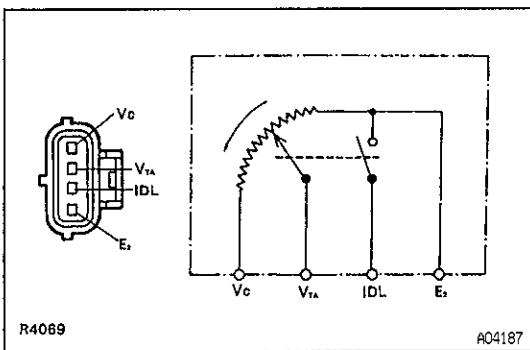 Vc
VTA
IDL
E₂
Vc VTA IDL E₂
R4069
A04187